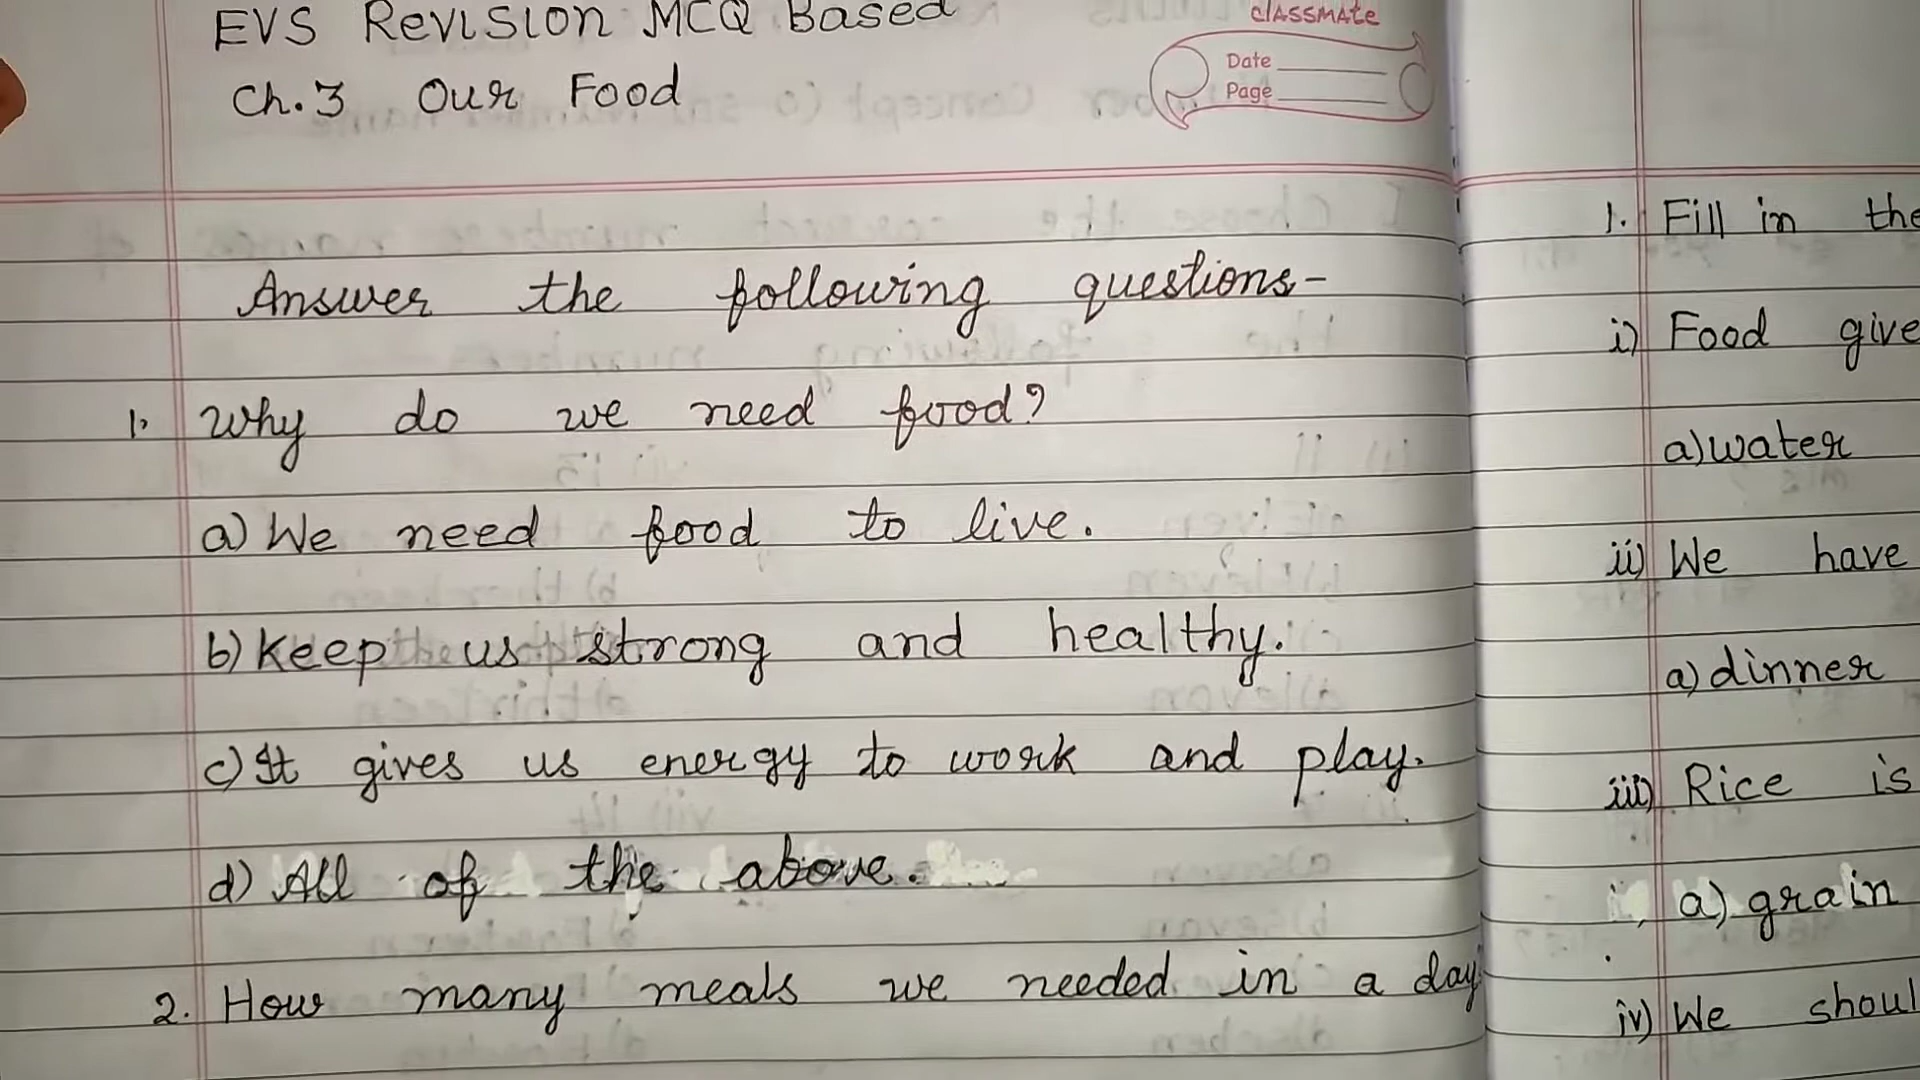 EVS Revision MCQ Based
Ch.3 Our Food
classmate
Date
Page
Answer the following questions-
1. Why do we need food?
a) We need food to live.
b) Keep us strong and healthy.
c) It gives us energy to work and play.
d) All of the above.
2. How many meals we needed in a day
1. Fill in the
i) Food give
a) water
ii) We have
a) dinner
iii) Rice is
a) grain
iv) We shoul